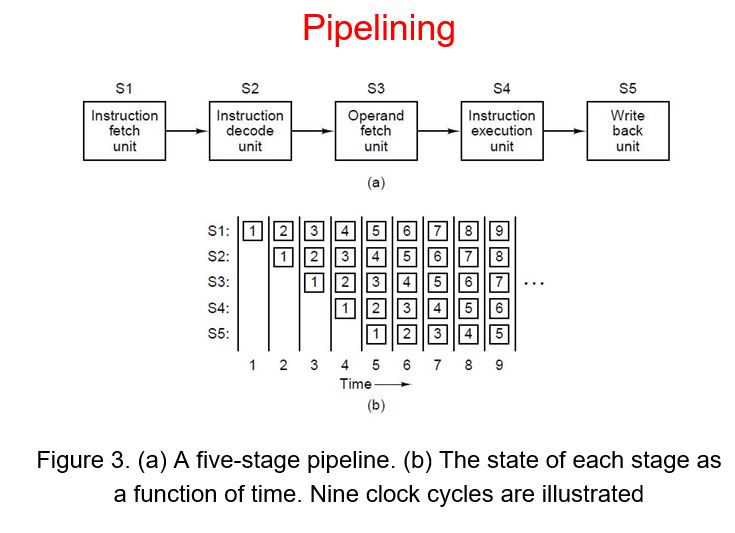 Pipelining
S1 S2 S3 S4 S5
Instruction fetch unit
Instruction decode unit
Operand fetch unit
Instruction execution unit
Write back unit
(a)
S1: 1 2 3 4 5 6 7 8 9
S2: 1 2 3 4 5 6 7 8
S3: 1 2 3 4 5 6 7 ...
S4: 1 2 3 4 5 6
S5: 1 2 3 4 5
1 2 3 4 5 6 7 8 9
Time
(b)
Figure 3. (a) A five-stage pipeline. (b) The state of each stage as
a function of time. Nine clock cycles are illustrated